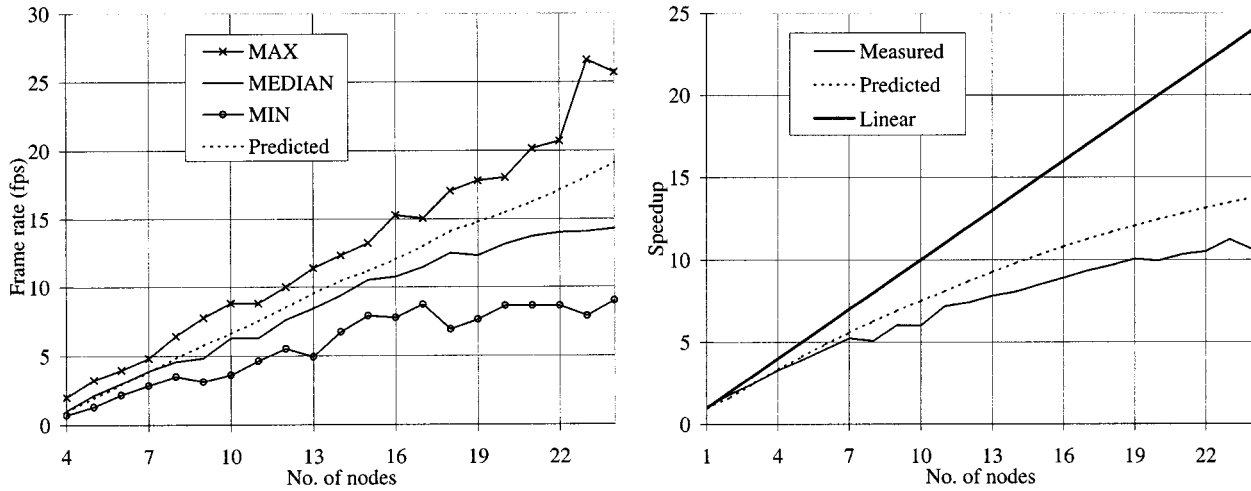 30
25
20
15
10
5
0
Frame rate (fps)
MAX
MEDIAN
MIN
Predicted
4 7 10 13 16 19 22
No. of nodes
25
20
15
10
5
0
Speedup
Measured
Predicted
Linear
1 4 7 10 13 16 19 22
No. of nodes